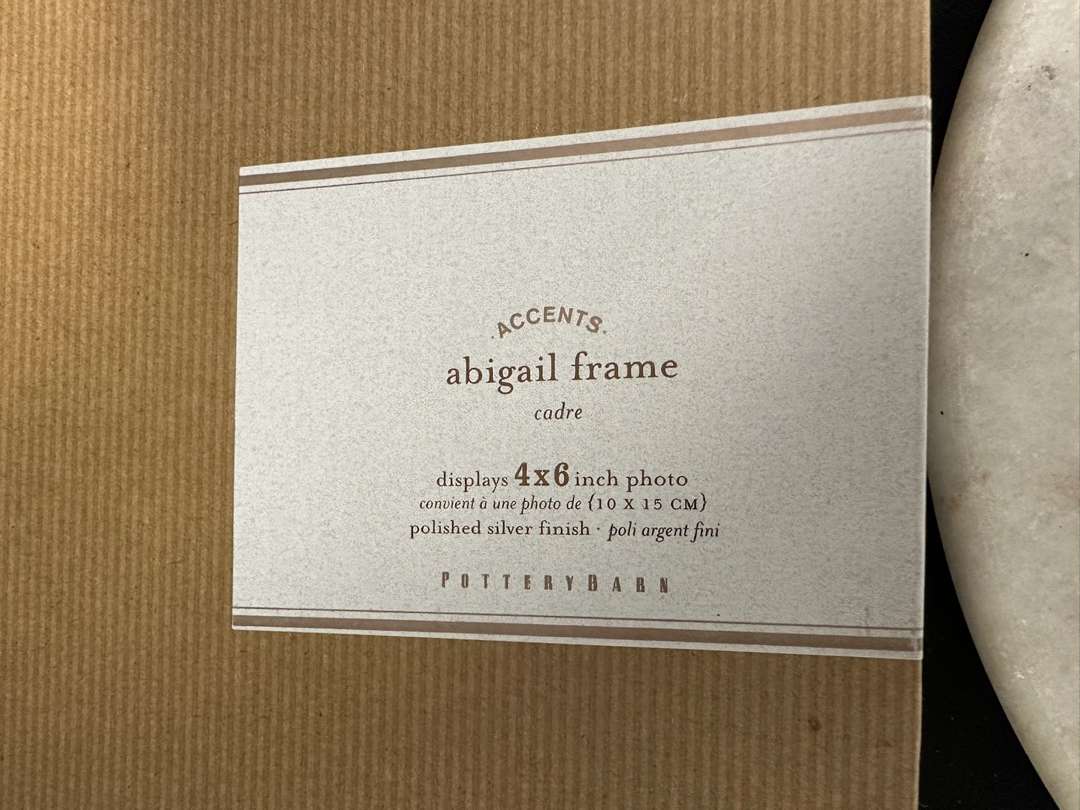 ·ACCENTS·
abigail frame
cadre
displays 4x6 inch photo
convient à une photo de {10 X 15 CM}
polished silver finish · poli argent fini
POTTERYBARN